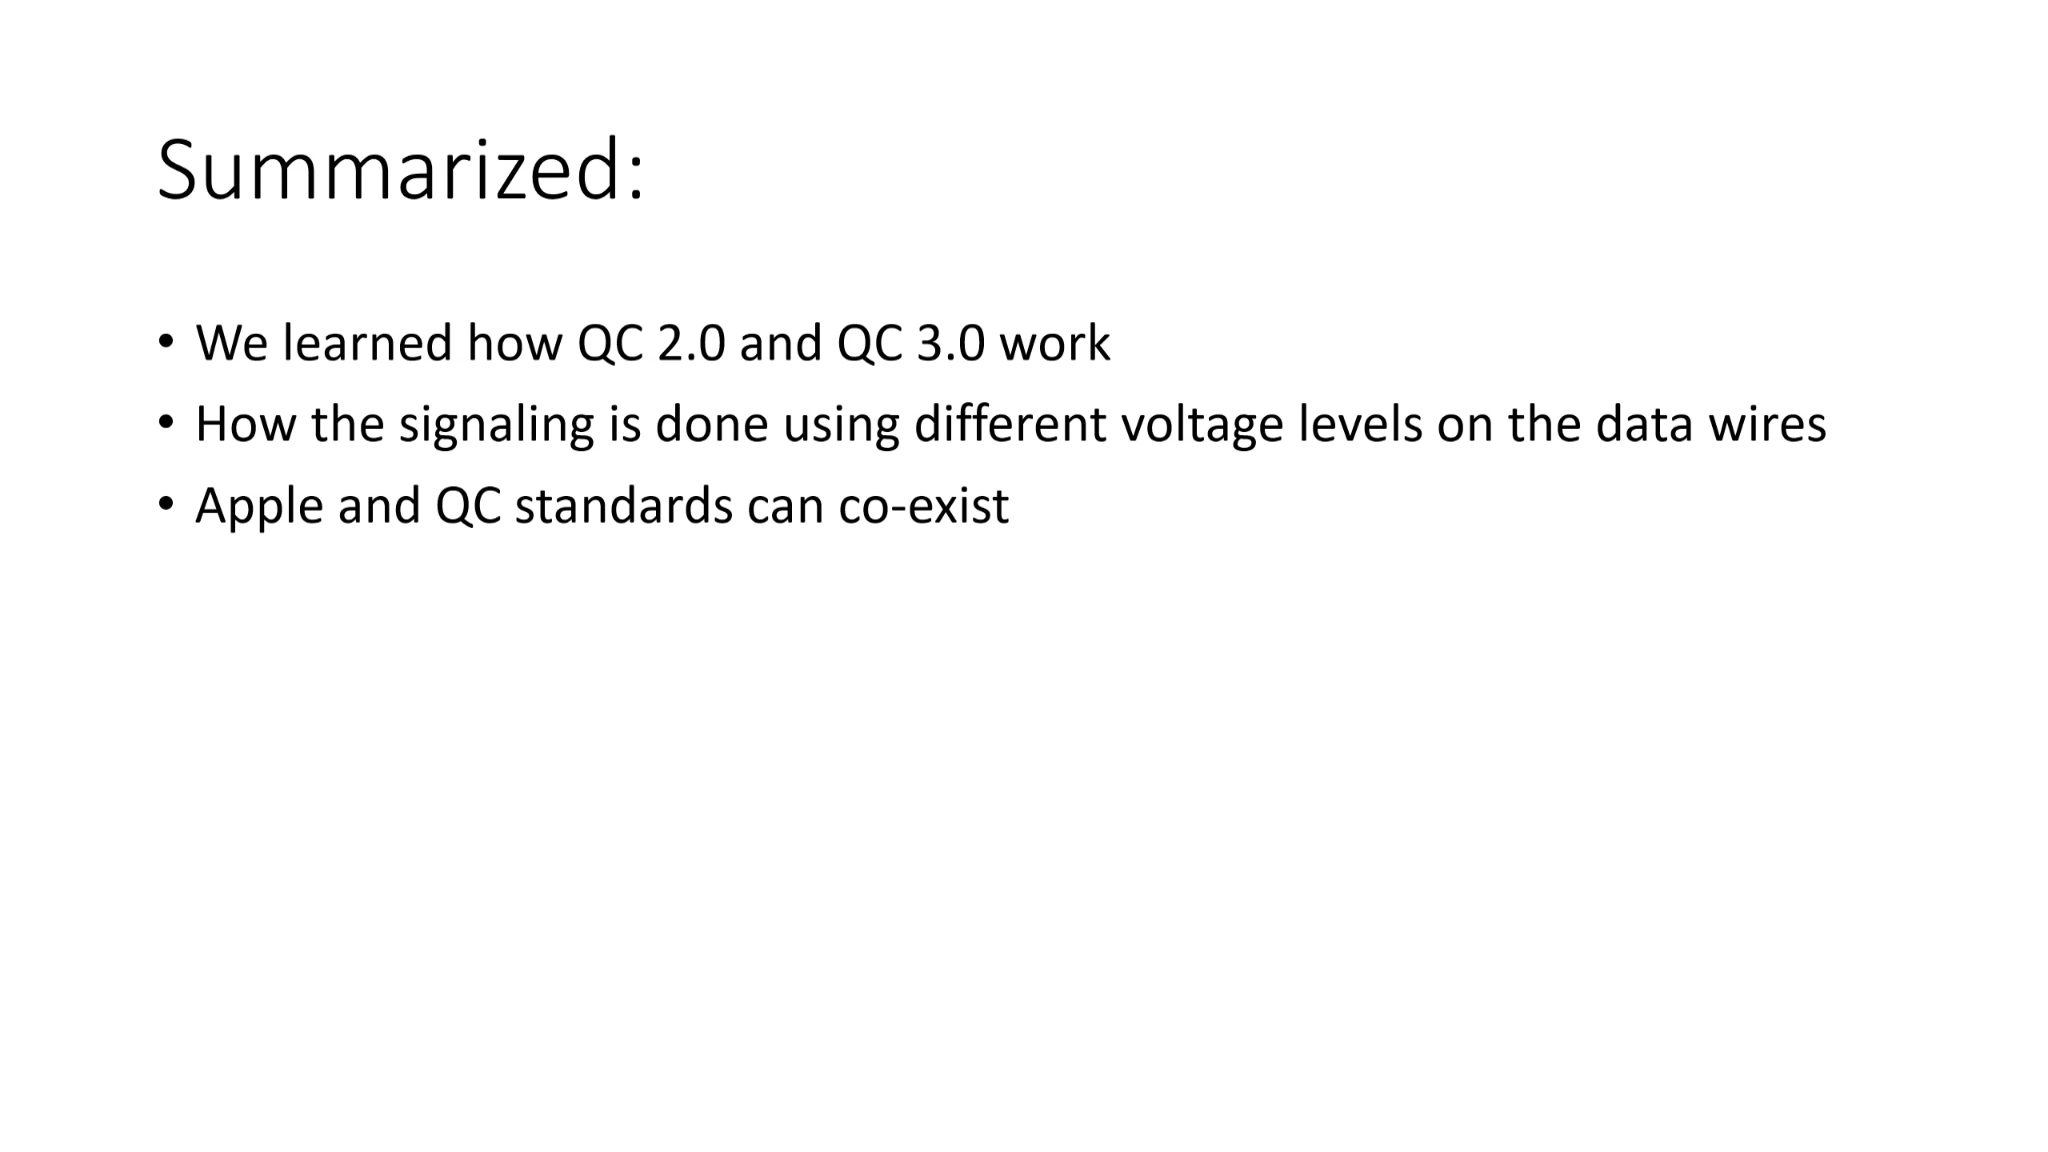 Summarized:
• We learned how QC 2.0 and QC 3.0 work
• How the signaling is done using different voltage levels on the data wires
• Apple and QC standards can co-exist